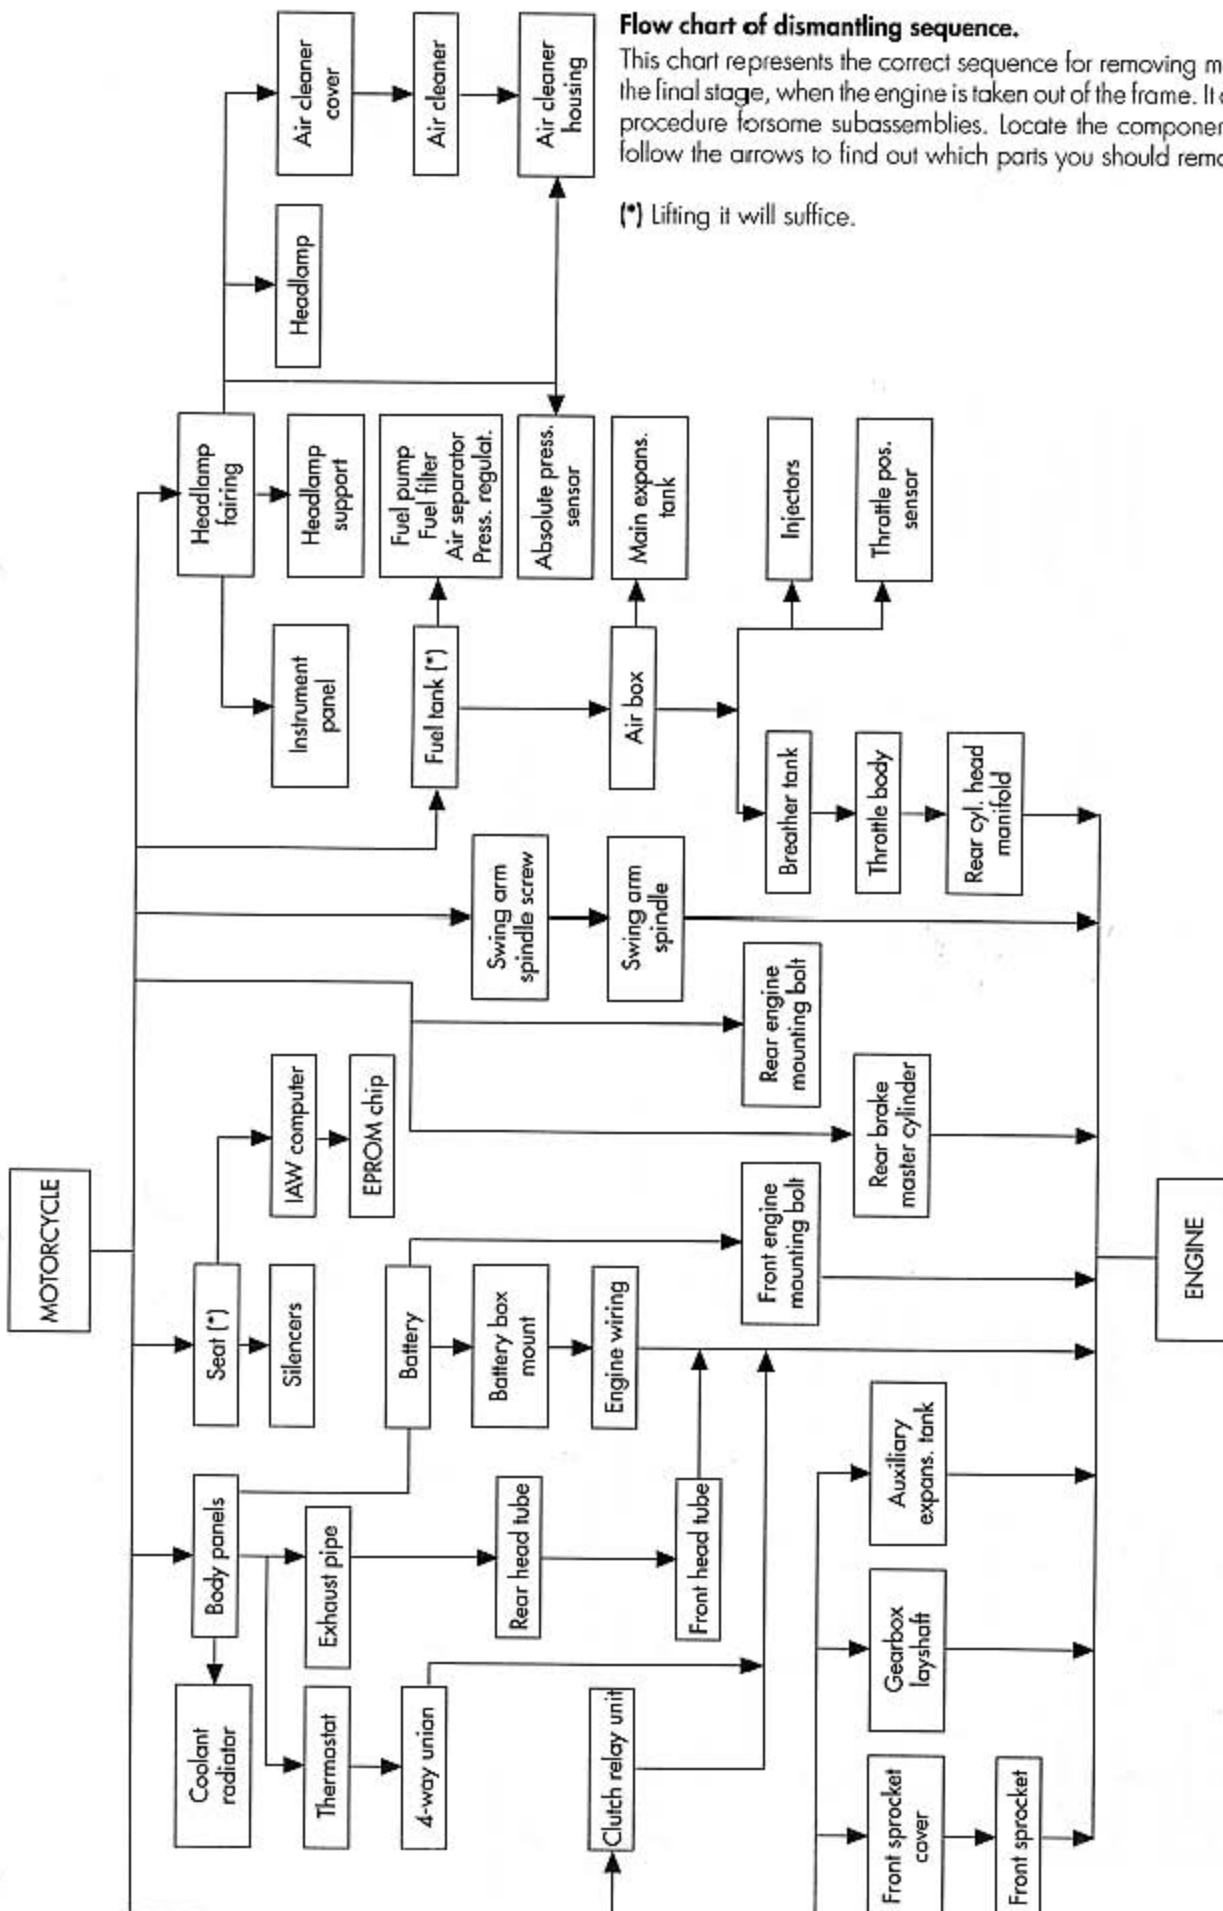 Flow chart of dismantling sequence.
This chart represents the correct sequence for removing m
the final stage, when the engine is taken out of the frame. It
procedure forsome subassemblies. Locate the componer
follow the arrows to find out which parts you should remo
(*) Lifting it will suffice.
MOTORCYCLE
Air cleaner
cover
Air cleaner
Air cleaner
housing
Headlamp
Headlamp
fairing
Headlamp
support
Fuel pump
Fuel filter
Air separator
Press. regulat.
Absolute press.
sensor
Main expans.
tank
Injectors
Throttle pos.
sensor
Instrument
panel
Fuel tank (*)
Air box
Breather tank
Throttle body
Rear cyl. head
manifold
Swing arm
spindle screw
Swing arm
spindle
Rear engine
mounting bolt
IAW computer
EPROM chip
Rear brake
master cylinder
Front engine
mounting bolt
Seat (*)
Silencers
Battery
Battery box
mount
Engine wiring
Auxiliary
expans. tank
Body panels
Exhaust pipe
Rear head tube
Front head tube
Gearbox
layshaft
Coolant
radiator
Thermostat
4-way union
Clutch relay unit
Front sprocket
cover
Front sprocket
ENGINE